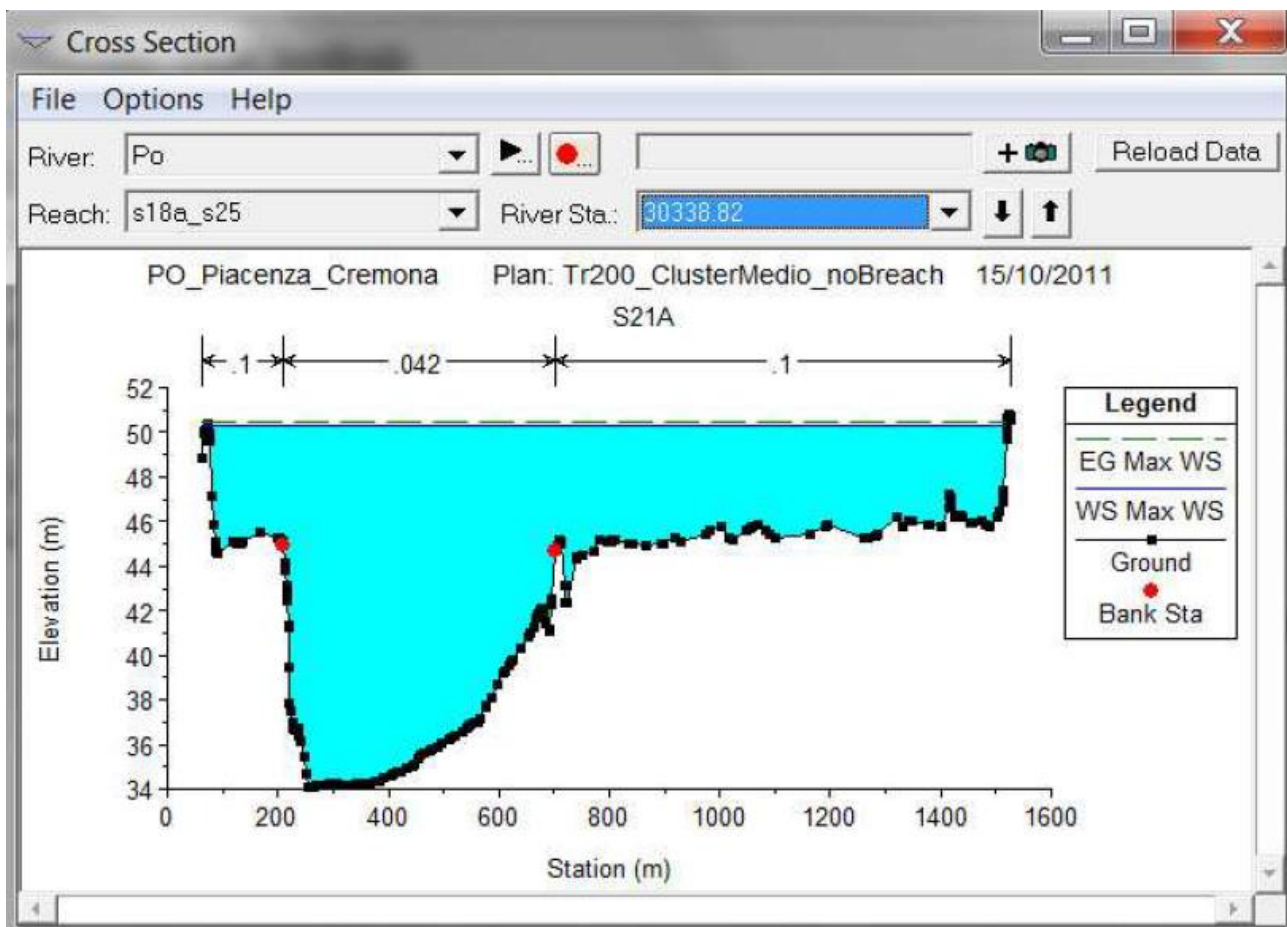 Cross Section
File Options Help
River: Po
Reload Data
Reach: s18a_s25 River Sta.: 30338.82
PO_Piacenza_Cremona Plan: Tr200_ClusterMedio_noBreach 15/10/2011
S21A
.1 .042 .1
52
50
48
46
44
42
40
38
36
34
Elevation (m)
0 200 400 600 800 1000 1200 1400 1600
Station (m)
Legend
EG Max WS
WS Max WS
Ground
Bank Sta